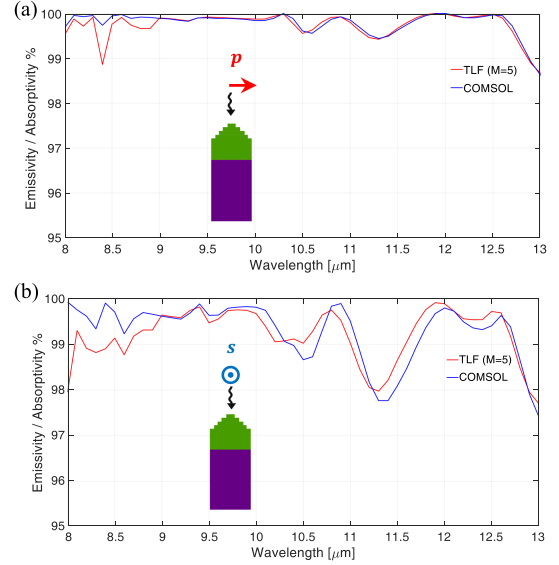 (a)
100
99
98
97
96
95
Emissivity / Absorptivity %
p
TLF (M=5)
COMSOL
8 8.5 9 9.5 10 10.5 11 11.5 12 12.5 13
Wavelength [μm]
(b)
100
99
98
97
96
95
Emissivity / Absorptivity %
s
TLF (M=5)
COMSOL
8 8.5 9 9.5 10 10.5 11 11.5 12 12.5 13
Wavelength [μm]